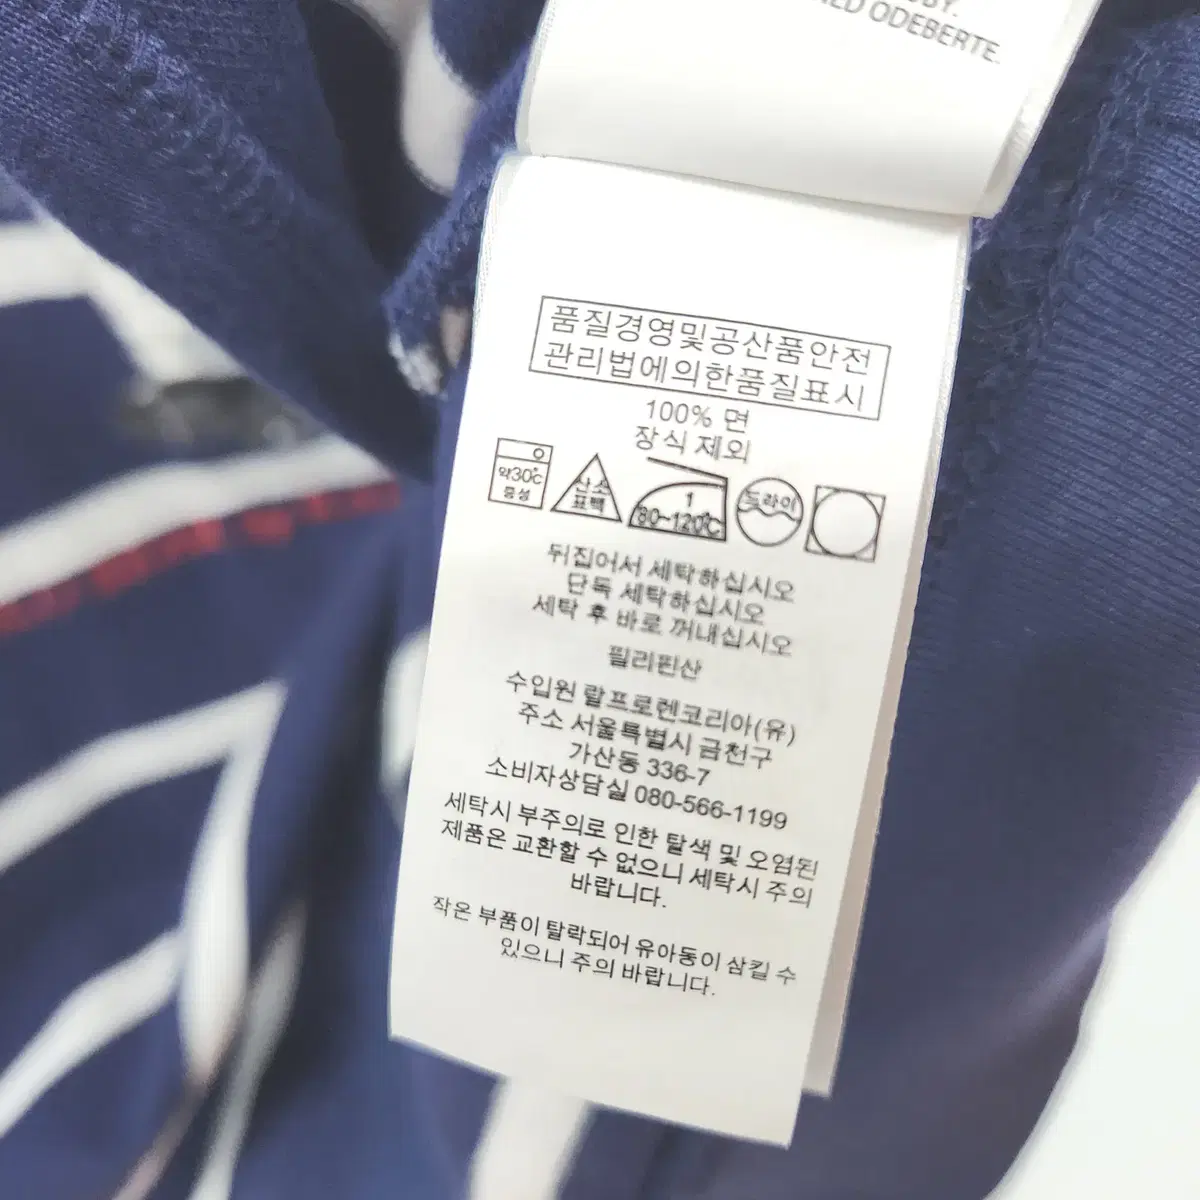 BY.
ODEBERTE.
품질경영및공산품안전
관리법에의한품질표시
100% 면
장식 제외
약30℃
중성
산소
표백
1
80~120℃
드라이
뒤집어서 세탁하십시오
단독 세탁하십시오
세탁 후 바로 꺼내십시오
필리핀산
수입원 랄프로렌코리아(유)
주소 서울특별시 금천구
가산동 336-7
소비자상담실 080-566-1199
세탁시 부주의로 인한 탈색 및 오염된
제품은 교환할 수 없으니 세탁시 주의
바랍니다.
작은 부품이 탈락되어 유아동이 삼킬 수
있으니 주의 바랍니다.